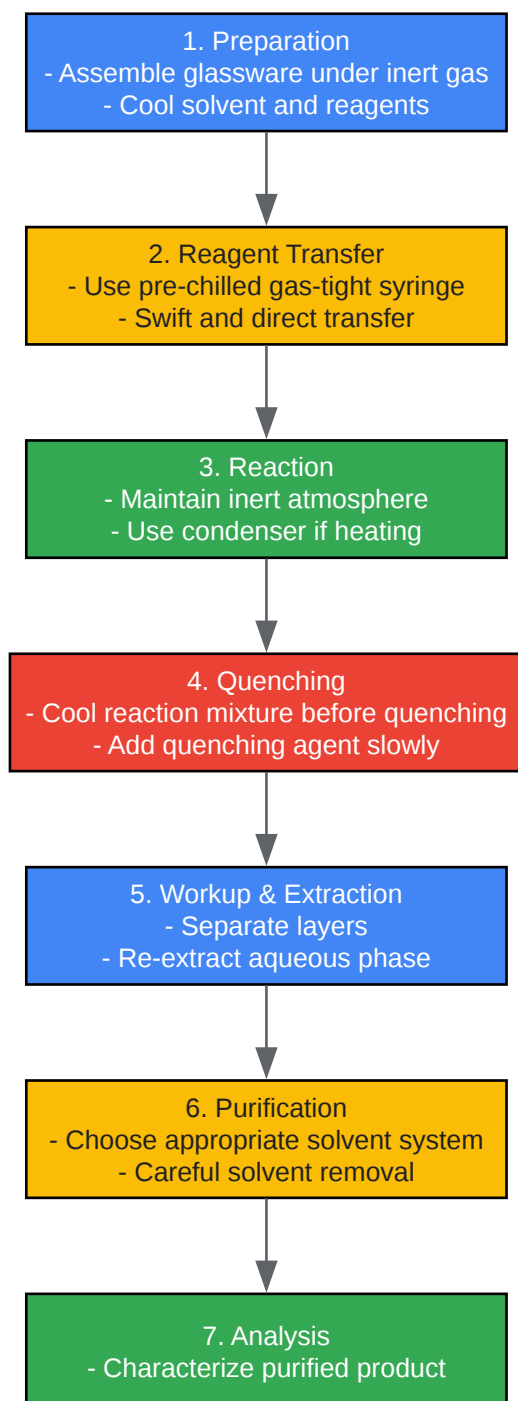 1. Preparation
- Assemble glassware under inert gas
- Cool solvent and reagents
2. Reagent Transfer
- Use pre-chilled gas-tight syringe
- Swift and direct transfer
3. Reaction
- Maintain inert atmosphere
- Use condenser if heating
4. Quenching
- Cool reaction mixture before quenching
- Add quenching agent slowly
5. Workup & Extraction
- Separate layers
- Re-extract aqueous phase
6. Purification
- Choose appropriate solvent system
- Careful solvent removal
7. Analysis
- Characterize purified product